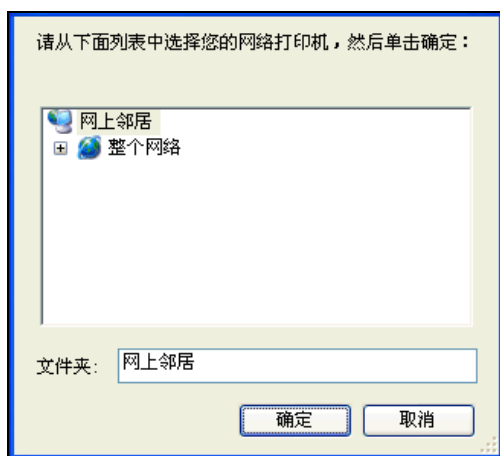 请从下面列表中选择您的网络打印机，然后单击确定：
网上邻居
整个网络
文件夹: 网上邻居
确定 取消